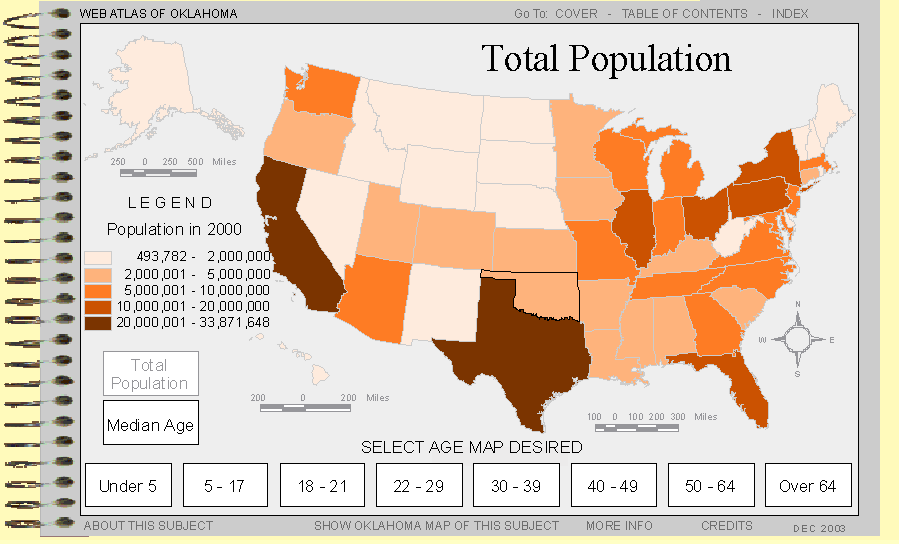 WEB ATLAS OF OKLAHOMA
Go To: COVER - TABLE OF CONTENTS - INDEX
Total Population
250 0 250 500 Miles
LEGEND
Population in 2000
493,782 - 2,000,000
2,000,001 - 5,000,000
5,000,001 - 10,000,000
10,000,001 - 20,000,000
20,000,001 - 33,871,648
N
W E
S
Total
Population
Median Age
200 0 200 Miles
100 0 100 200 300 Miles
SELECT AGE MAP DESIRED
Under 5
5 - 17
18 - 21
22 - 29
30 - 39
40 - 49
50 - 64
Over 64
ABOUT THIS SUBJECT
SHOW OKLAHOMA MAP OF THIS SUBJECT
MORE INFO
CREDITS
DEC 2003